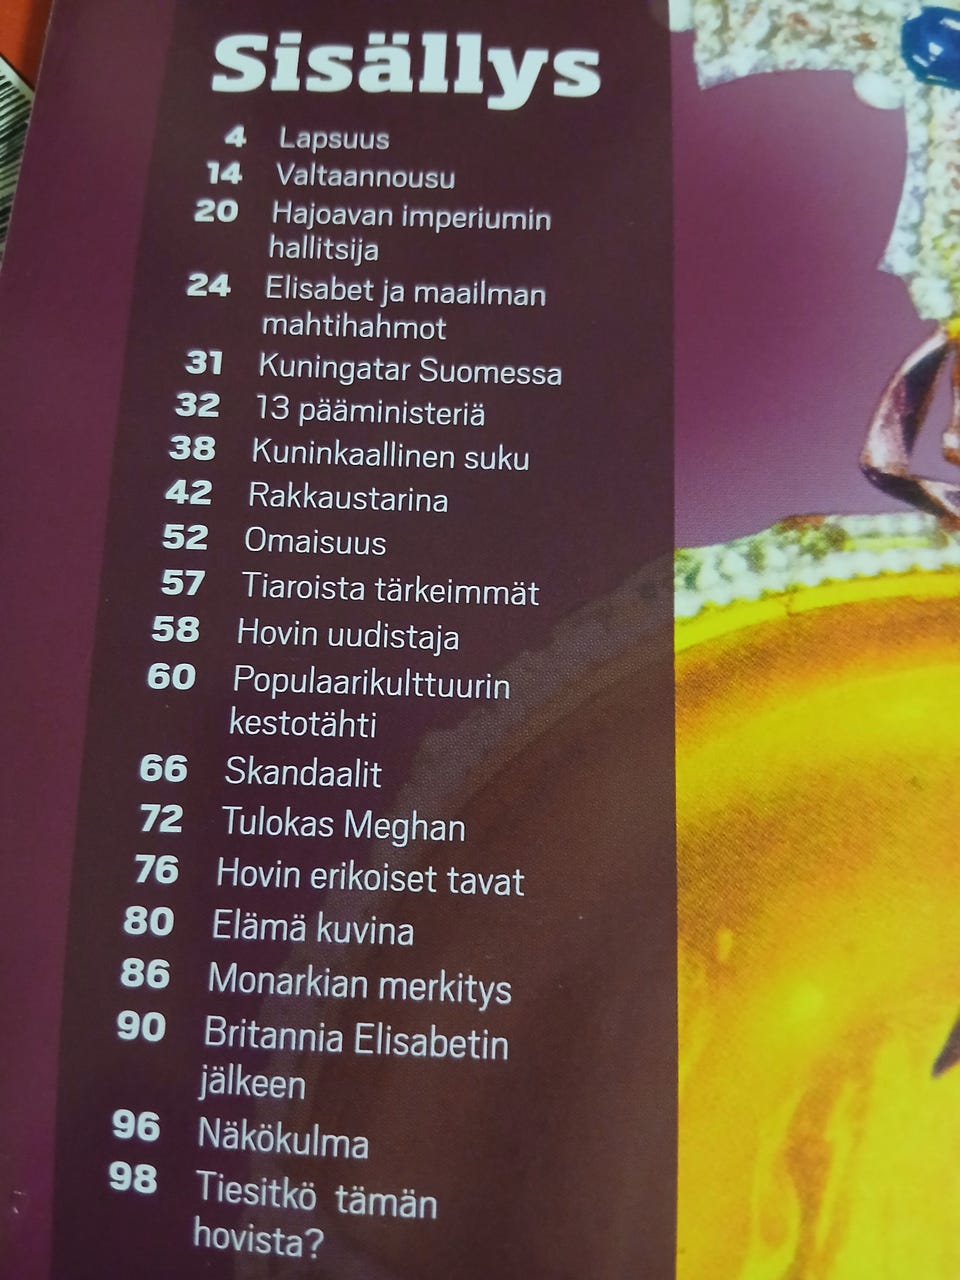 Sisällys
4 Lapsuus
14 Valtaannousu
20 Hajoavan imperiumin
hallitsija
24 Elisabet ja maailman
mahtihahmot
31 Kuningatar Suomessa
32 13 pääministeriä
38 Kuninkaallinen suku
42 Rakkaustarina
52 Omaisuus
57 Tiaroista tärkeimmät
58 Hovin uudistaja
60 Populaarikulttuurin
kestotähti
66 Skandaalit
72 Tulokas Meghan
76 Hovin erikoiset tavat
80 Elämä kuvina
86 Monarkian merkitys
90 Britannia Elisabetin
jälkeen
96 Näkökulma
98 Tiesitkö tämän
hovista?